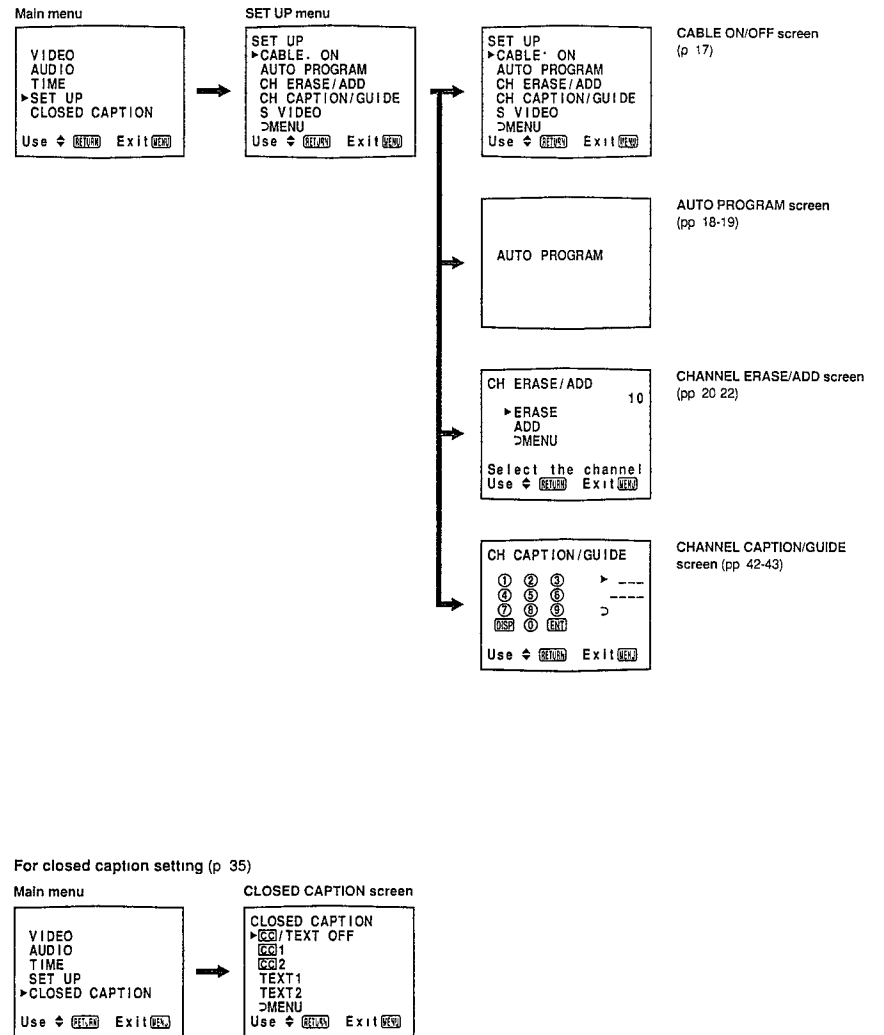 Main menu
VIDEO
AUDIO
TIME
►SET UP
CLOSED CAPTION
Use ♦ RETURN Exit MENU
SET UP menu
SET UP
►CABLE. ON
AUTO PROGRAM
CH ERASE/ADD
CH CAPTION/GUIDE
S VIDEO
⊃MENU
Use ♦ RETURN Exit MENU
SET UP
►CABLE· ON
AUTO PROGRAM
CH ERASE/ADD
CH CAPTION/GUIDE
S VIDEO
⊃MENU
Use ♦ RETURN Exit MENU
CABLE ON/OFF screen
(p 17)
AUTO PROGRAM
AUTO PROGRAM screen
(pp 18-19)
CH ERASE/ADD
10
►ERASE
ADD
⊃MENU
Select the channel
Use ♦ RETURN Exit MENU
CHANNEL ERASE/ADD screen
(pp 20 22)
CH CAPTION/GUIDE
① ② ③ ► ___
④ ⑤ ⑥ ____
⑦ ⑧ ⑨ ⊃
DISP ⓪ ENT
Use ♦ RETURN Exit MENU
CHANNEL CAPTION/GUIDE
screen (pp 42-43)
For closed caption setting (p 35)
Main menu
VIDEO
AUDIO
TIME
SET UP
►CLOSED CAPTION
Use ♦ RETURN Exit MENU
CLOSED CAPTION screen
CLOSED CAPTION
►CC/TEXT OFF
CC1
CC2
TEXT1
TEXT2
⊃MENU
Use ♦ RETURN Exit MENU